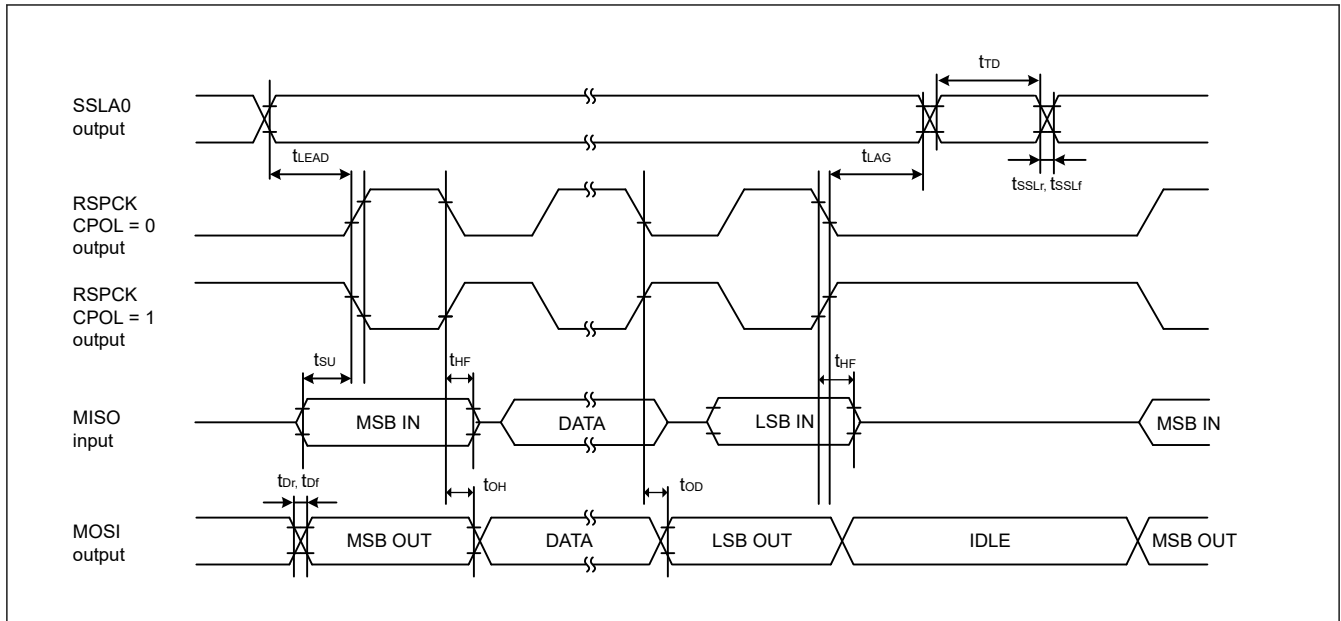 tTD
SSLA0
output
tLEAD
tLAG
tSSLr, tSSLf
RSPCK
CPOL = 0
output
RSPCK
CPOL = 1
output
tSU
tHF
tHF
MISO
input
MSB IN
DATA
LSB IN
MSB IN
tDr, tDf
tOH
tOD
MOSI
output
MSB OUT
DATA
LSB OUT
IDLE
MSB OUT